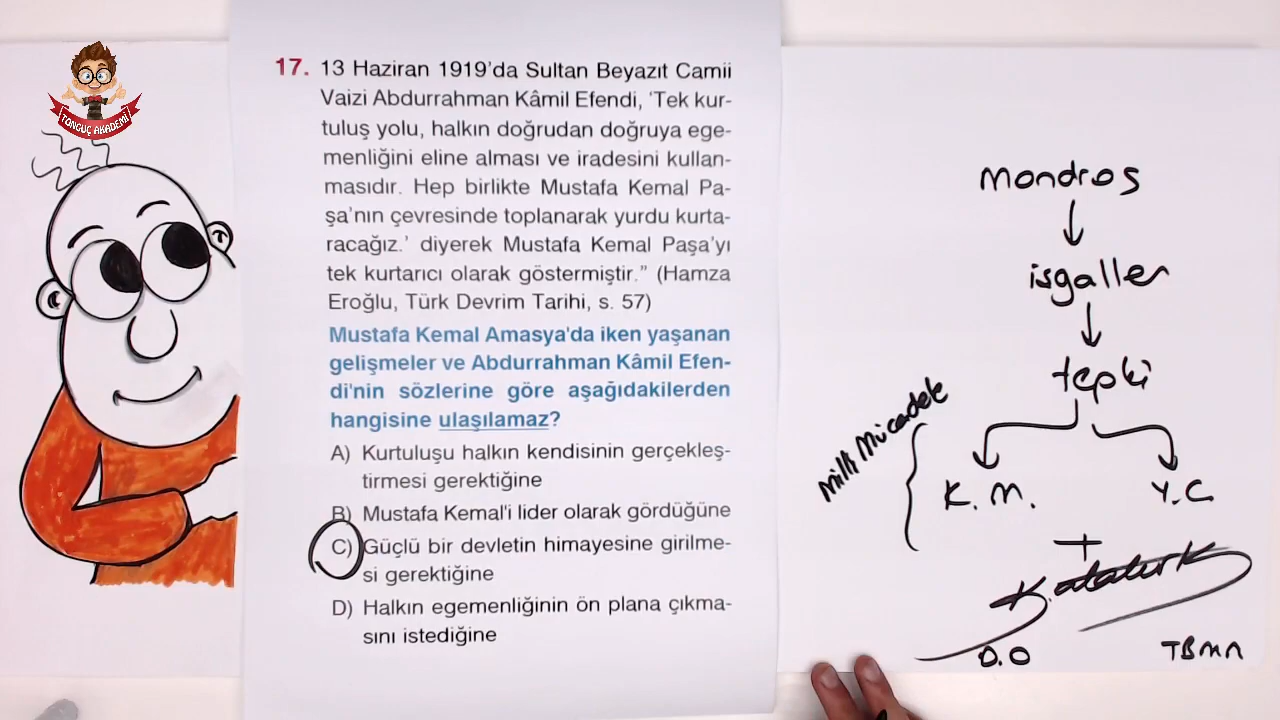 TONGUÇ AKADEMİ
17. 13 Haziran 1919'da Sultan Beyazıt Camii
Vaizi Abdurrahman Kâmil Efendi, 'Tek kur-
tuluş yolu, halkın doğrudan doğruya ege-
menliğini eline alması ve iradesini kullan-
masıdır. Hep birlikte Mustafa Kemal Pa-
şa'nın çevresinde toplanarak yurdu kurta-
racağız.' diyerek Mustafa Kemal Paşa'yı
tek kurtarıcı olarak göstermiştir.” (Hamza
Eroğlu, Türk Devrim Tarihi, s. 57)
Mustafa Kemal Amasya'da iken yaşanan
gelişmeler ve Abdurrahman Kâmil Efen-
di'nin sözlerine göre aşağıdakilerden
hangisine ulaşılamaz?
A) Kurtuluşu halkın kendisinin gerçekleş-
tirmesi gerektiğine
B) Mustafa Kemal'i lider olarak gördüğüne
C) Güçlü bir devletin himayesine girilme-
si gerektiğine
D) Halkın egemenliğinin ön plana çıkma-
sını istediğine
Mondros
işgaller
tepki
Milli Mücadele
K. M.
Y. C
+
K. Atatürk
O.O
TBMM